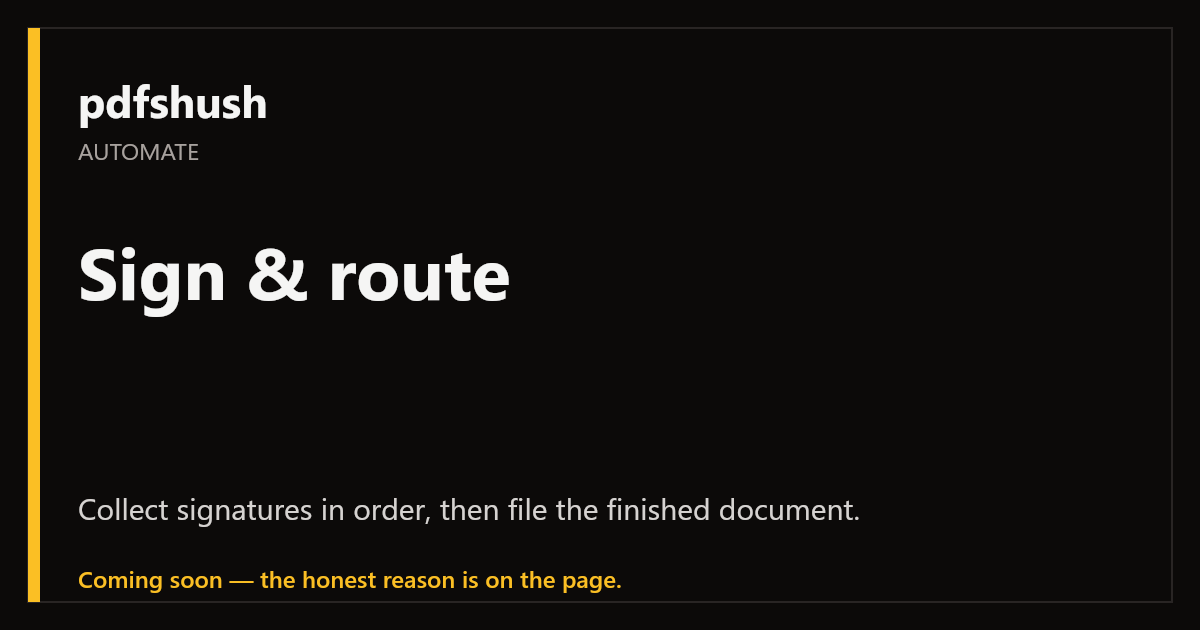 pdfshush
AUTOMATE
Sign & route
Collect signatures in order, then file the finished document.
Coming soon — the honest reason is on the page.